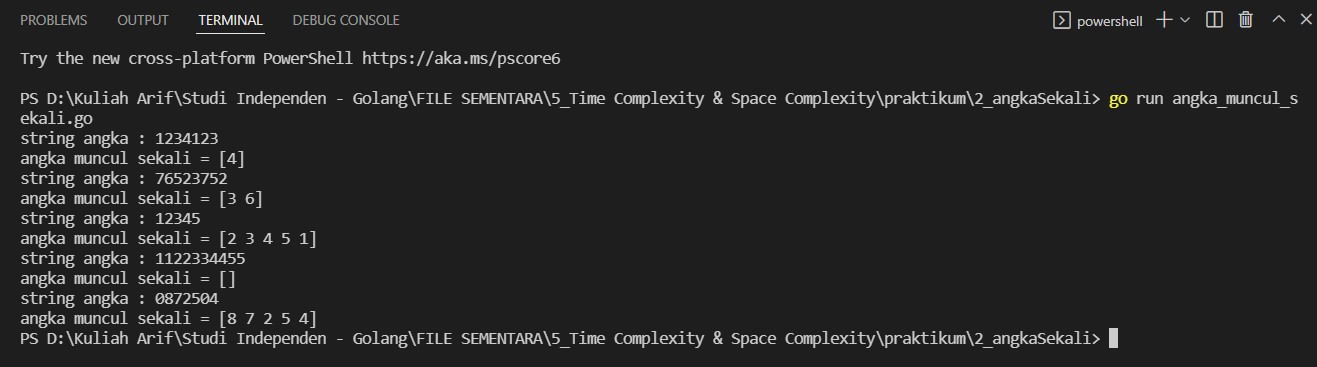 PROBLEMS OUTPUT TERMINAL DEBUG CONSOLE powershell
Try the new cross-platform PowerShell https://aka.ms/pscore6
PS D:\Kuliah Arif\Studi Independen - Golang\FILE SEMENTARA\5_Time Complexity & Space Complexity\praktikum\2_angkaSekali> go run angka_muncul_s
ekali.go
string angka : 1234123
angka muncul sekali = [4]
string angka : 76523752
angka muncul sekali = [3 6]
string angka : 12345
angka muncul sekali = [2 3 4 5 1]
string angka : 1122334455
angka muncul sekali = []
string angka : 0872504
angka muncul sekali = [8 7 2 5 4]
PS D:\Kuliah Arif\Studi Independen - Golang\FILE SEMENTARA\5_Time Complexity & Space Complexity\praktikum\2_angkaSekali>